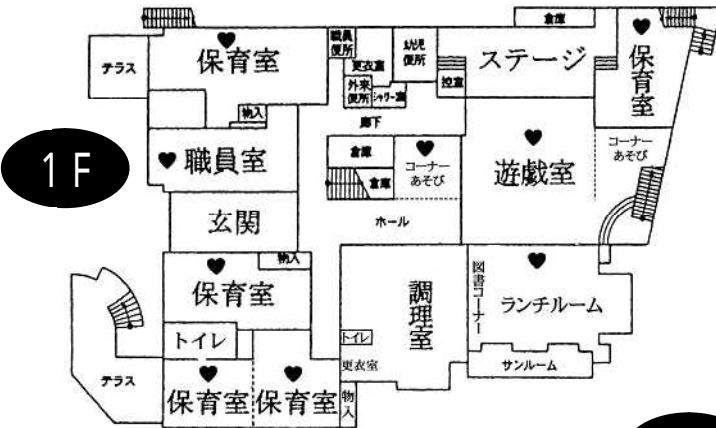 倉庫
職員
便所
幼児
便所
保育室
更衣室
ステージ
保育室
テラス
外来
便所
シャワー室
控室
物入
廊下
1F
職員室
倉庫
コーナー
あそび
遊戯室
コーナー
あそび
倉庫
玄関
ホール
物入
保育室
調理室
図書コーナー
ランチルーム
トイレ
トイレ
更衣室
サンルーム
テラス
保育室
保育室
物入